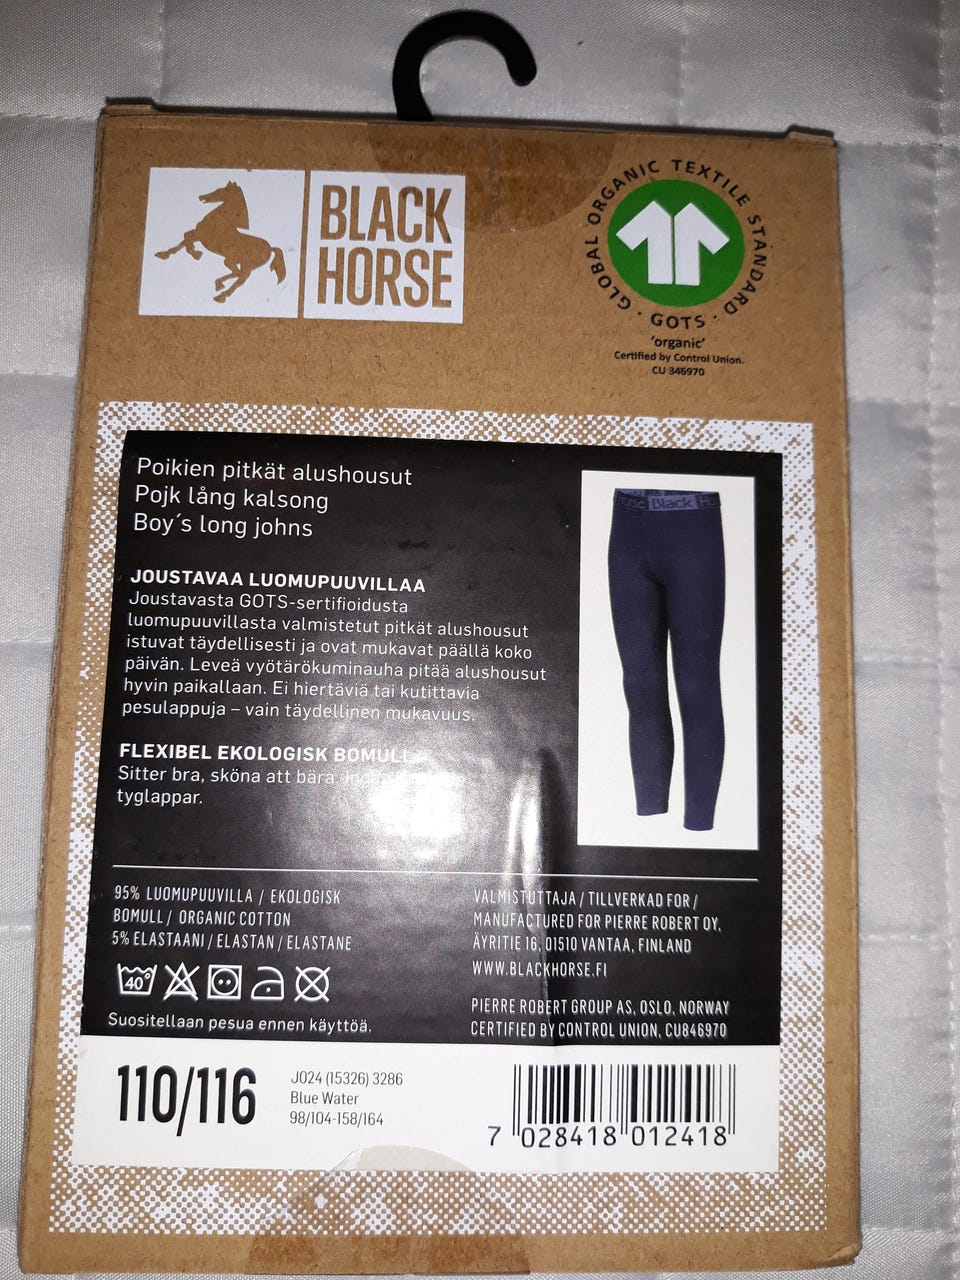 BLACK
HORSE
GLOBAL ORGANIC TEXTILE STANDARD · GOTS ·
'organic'
Certified by Control Union.
CU 346970
Poikien pitkät alushousut
Pojk lång kalsong
Boy´s long johns
Horse Black Ho
JOUSTAVAA LUOMUPUUVILLAA
Joustavasta GOTS-sertifioidusta
luomupuuvillasta valmistetut pitkät alushousut
istuvat täydellisesti ja ovat mukavat päällä koko
päivän. Leveä vyötärökuminauha pitää alushousut
hyvin paikallaan. Ei hiertäviä tai kutittavia
pesulappuja – vain täydellinen mukavuus.
FLEXIBEL EKOLOGISK BOMULL
Sitter bra, sköna att bära,
tyglappar.
95% LUOMUPUUVILLA / EKOLOGISK
BOMULL / ORGANIC COTTON
5% ELASTAANI / ELASTAN / ELASTANE
40°
Suositellaan pesua ennen käyttöä.
VALMISTUTTAJA / TILLVERKAD FOR /
MANUFACTURED FOR PIERRE ROBERT OY,
ÄYRITIE 16, 01510 VANTAA, FINLAND
WWW.BLACKHORSE.FI
PIERRE ROBERT GROUP AS, OSLO, NORWAY
CERTIFIED BY CONTROL UNION, CU846970
110/116
J024 (15326) 3286
Blue Water
98/104-158/164
7 028418 012418